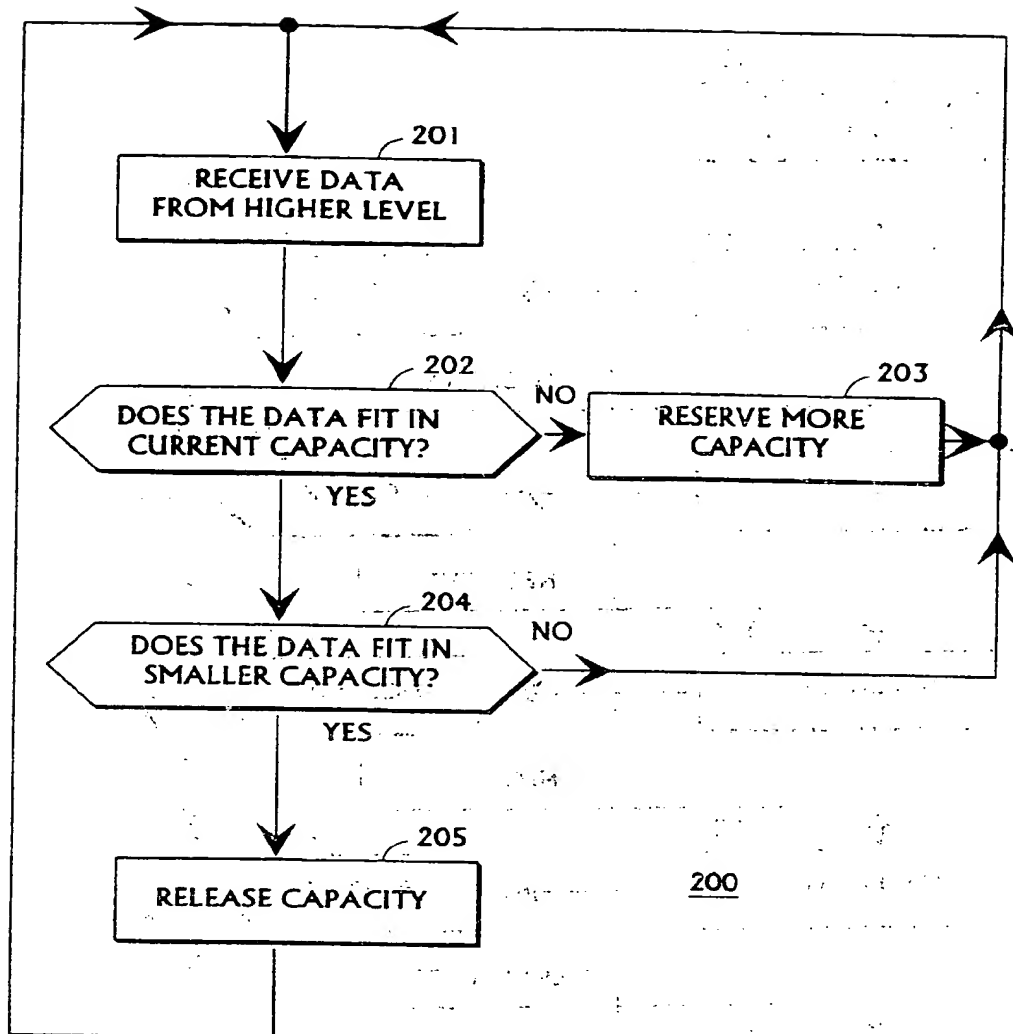 201
RECEIVE DATA
FROM HIGHER LEVEL
202
DOES THE DATA FIT IN
CURRENT CAPACITY?
NO
203
RESERVE MORE
CAPACITY
YES
204
DOES THE DATA FIT IN
SMALLER CAPACITY?
NO
YES
205
RELEASE CAPACITY
200